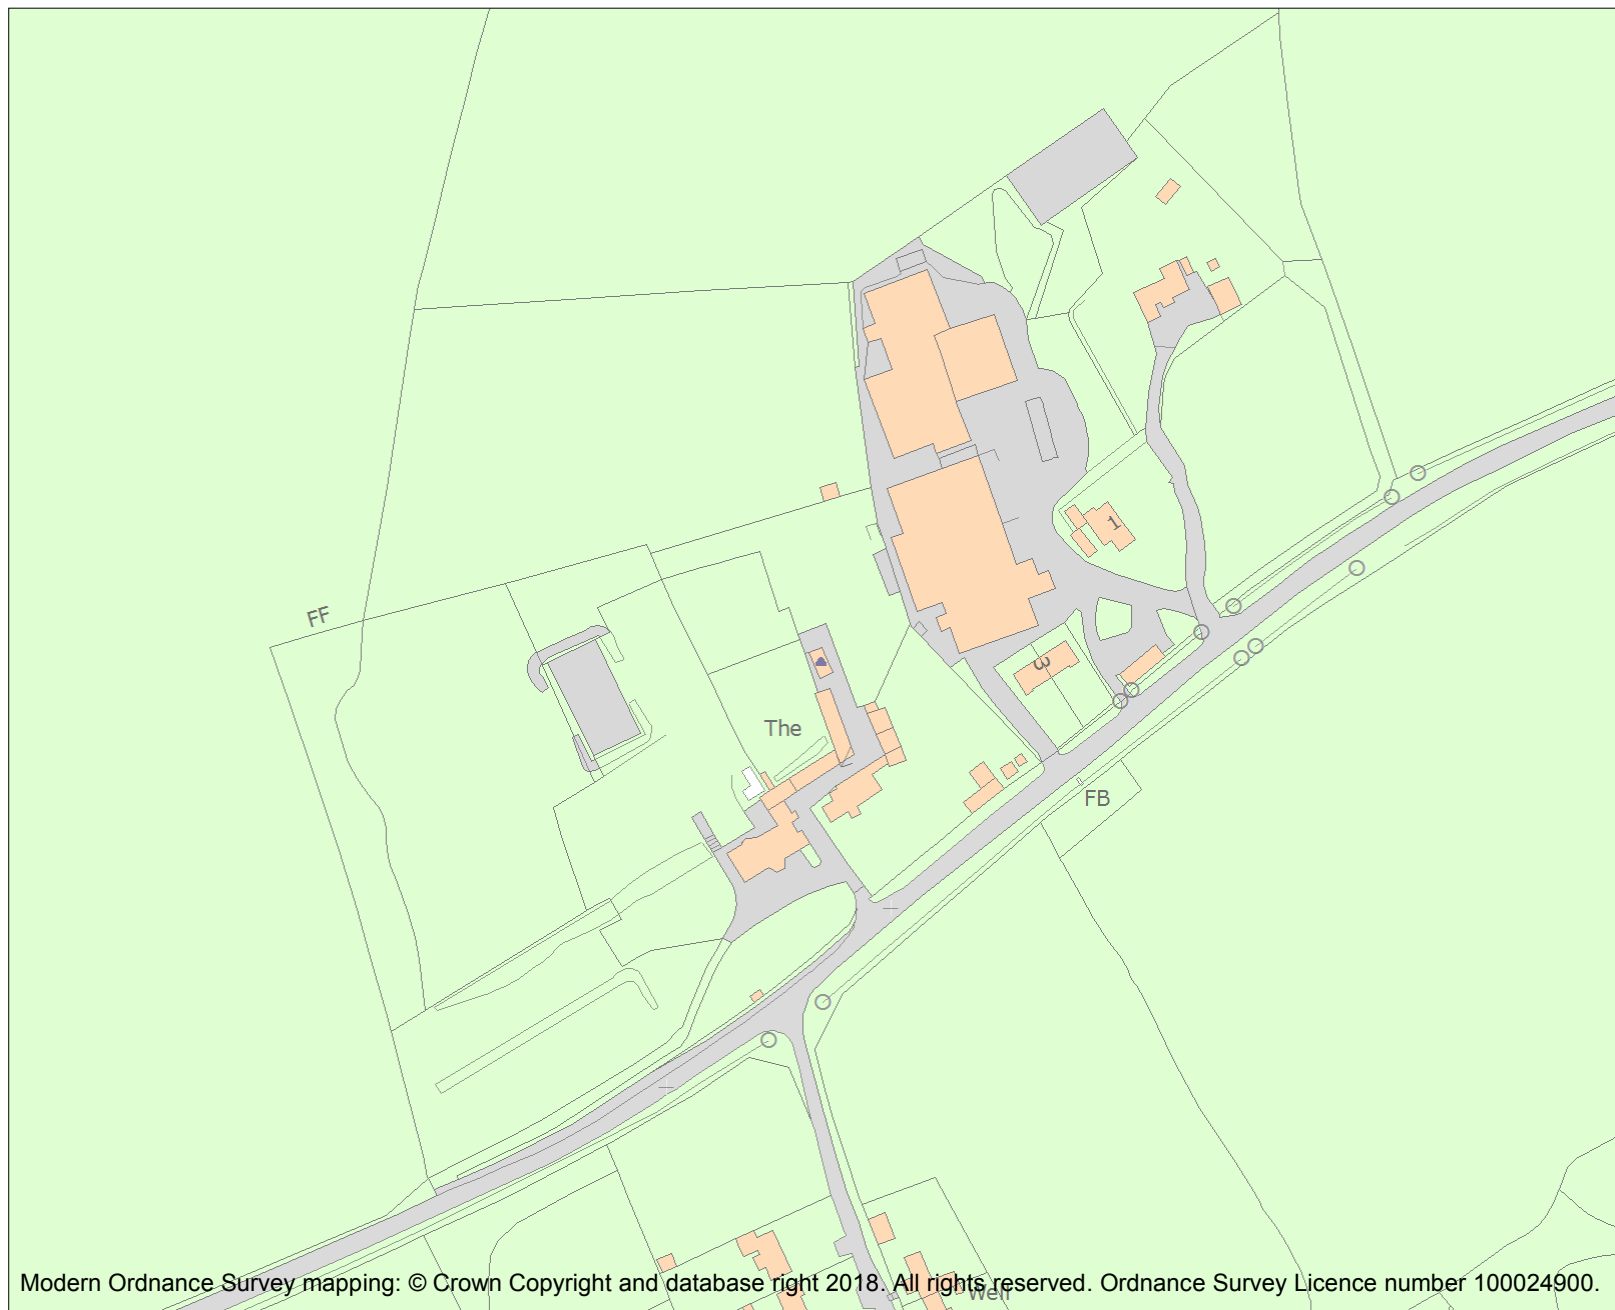 1
FF
3
The
FB
Well
Modern Ordnance Survey mapping: © Crown Copyright and database right 2018. All rights reserved. Ordnance Survey Licence number 100024900.